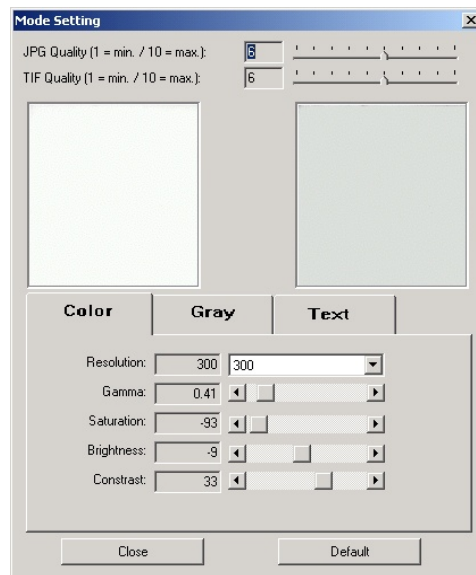 Mode Setting
JPG Quality (1 = min. / 10 = max.): 6
TIF Quality (1 = min. / 10 = max.): 6
Color Gray Text
Resolution: 300 300
Gamma: 0.41
Saturation: -93
Brightness: -9
Constrast: 33
Close Default